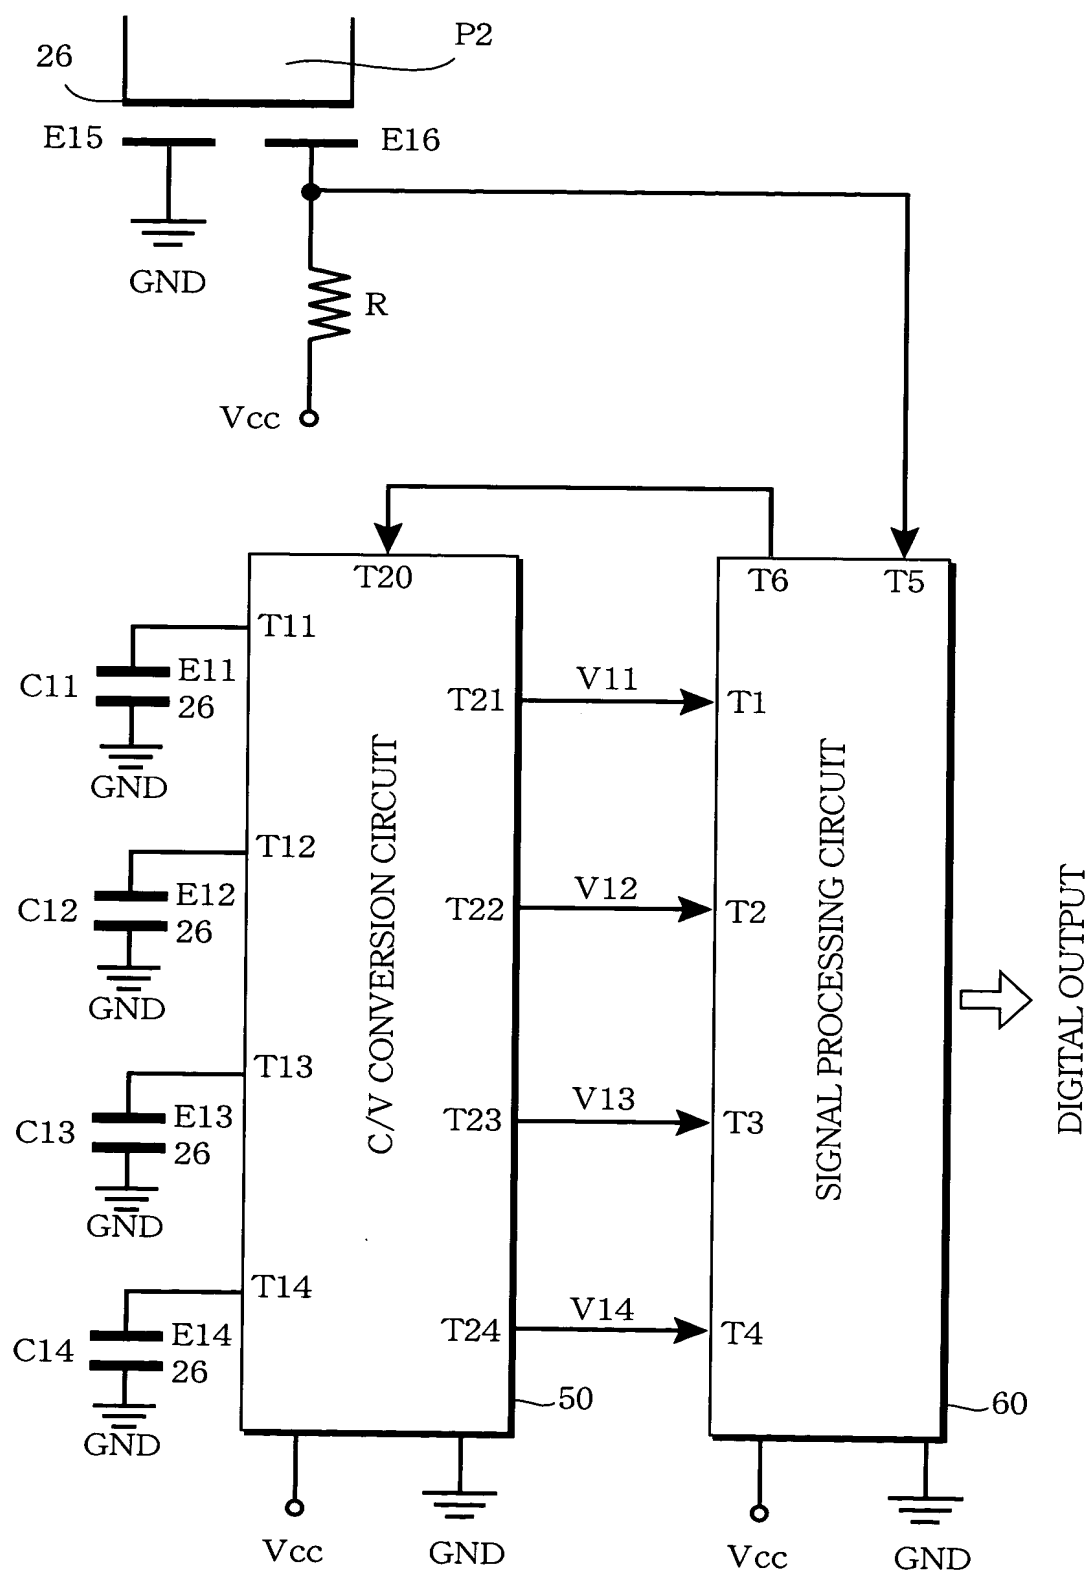 P2
26
E15
E16
GND
R
Vcc
T20
T6
T5
T11
C11
E11
26
GND
T21
V11
T1
T12
C12
E12
26
GND
T22
V12
T2
C/V CONVERSION CIRCUIT
SIGNAL PROCESSING CIRCUIT
DIGITAL OUTPUT
T13
C13
E13
26
GND
T23
V13
T3
T14
C14
E14
26
GND
T24
V14
T4
50
60
Vcc
GND
Vcc
GND